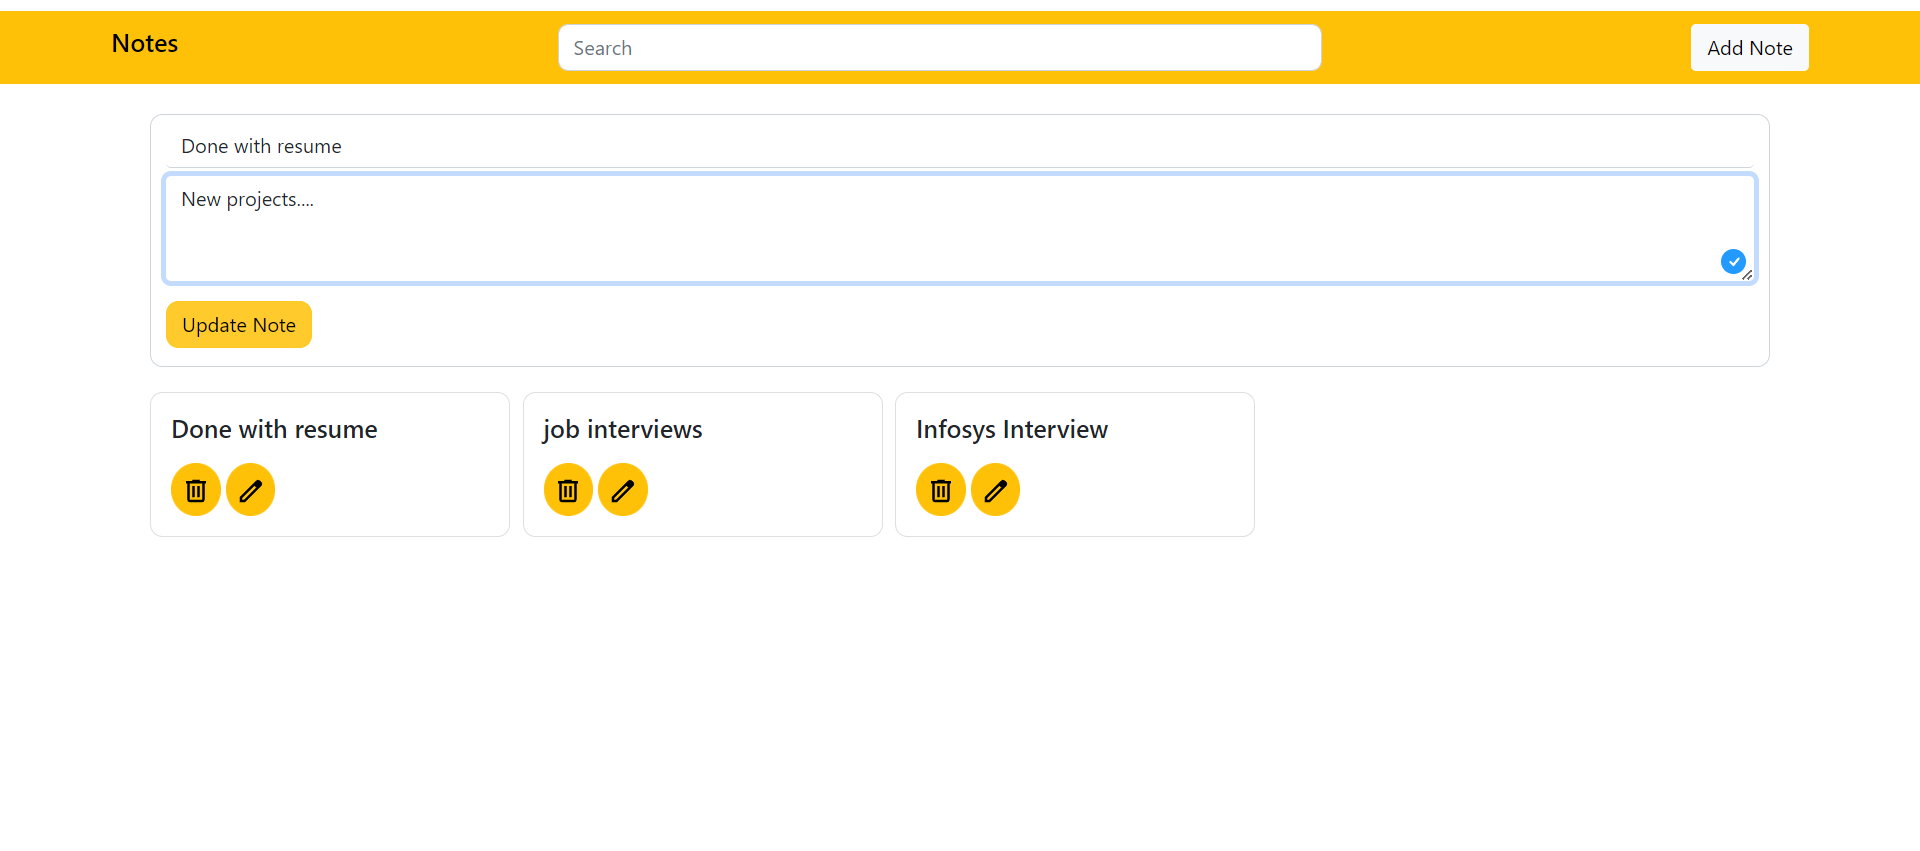 Notes
Search
Add Note
Done with resume
New projects....
Update Note
Done with resume
job interviews
Infosys Interview